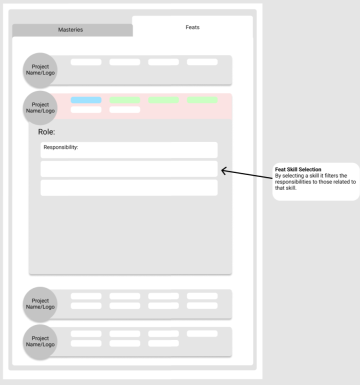 Masteries
Feats
Project
Name/Logo
Project
Name/Logo
Role:
Responsibility:
Feat Skill Selection
By selecting a skill it filters the
responsibilities to those related to
that skill.
Project
Name/Logo
Project
Name/Logo